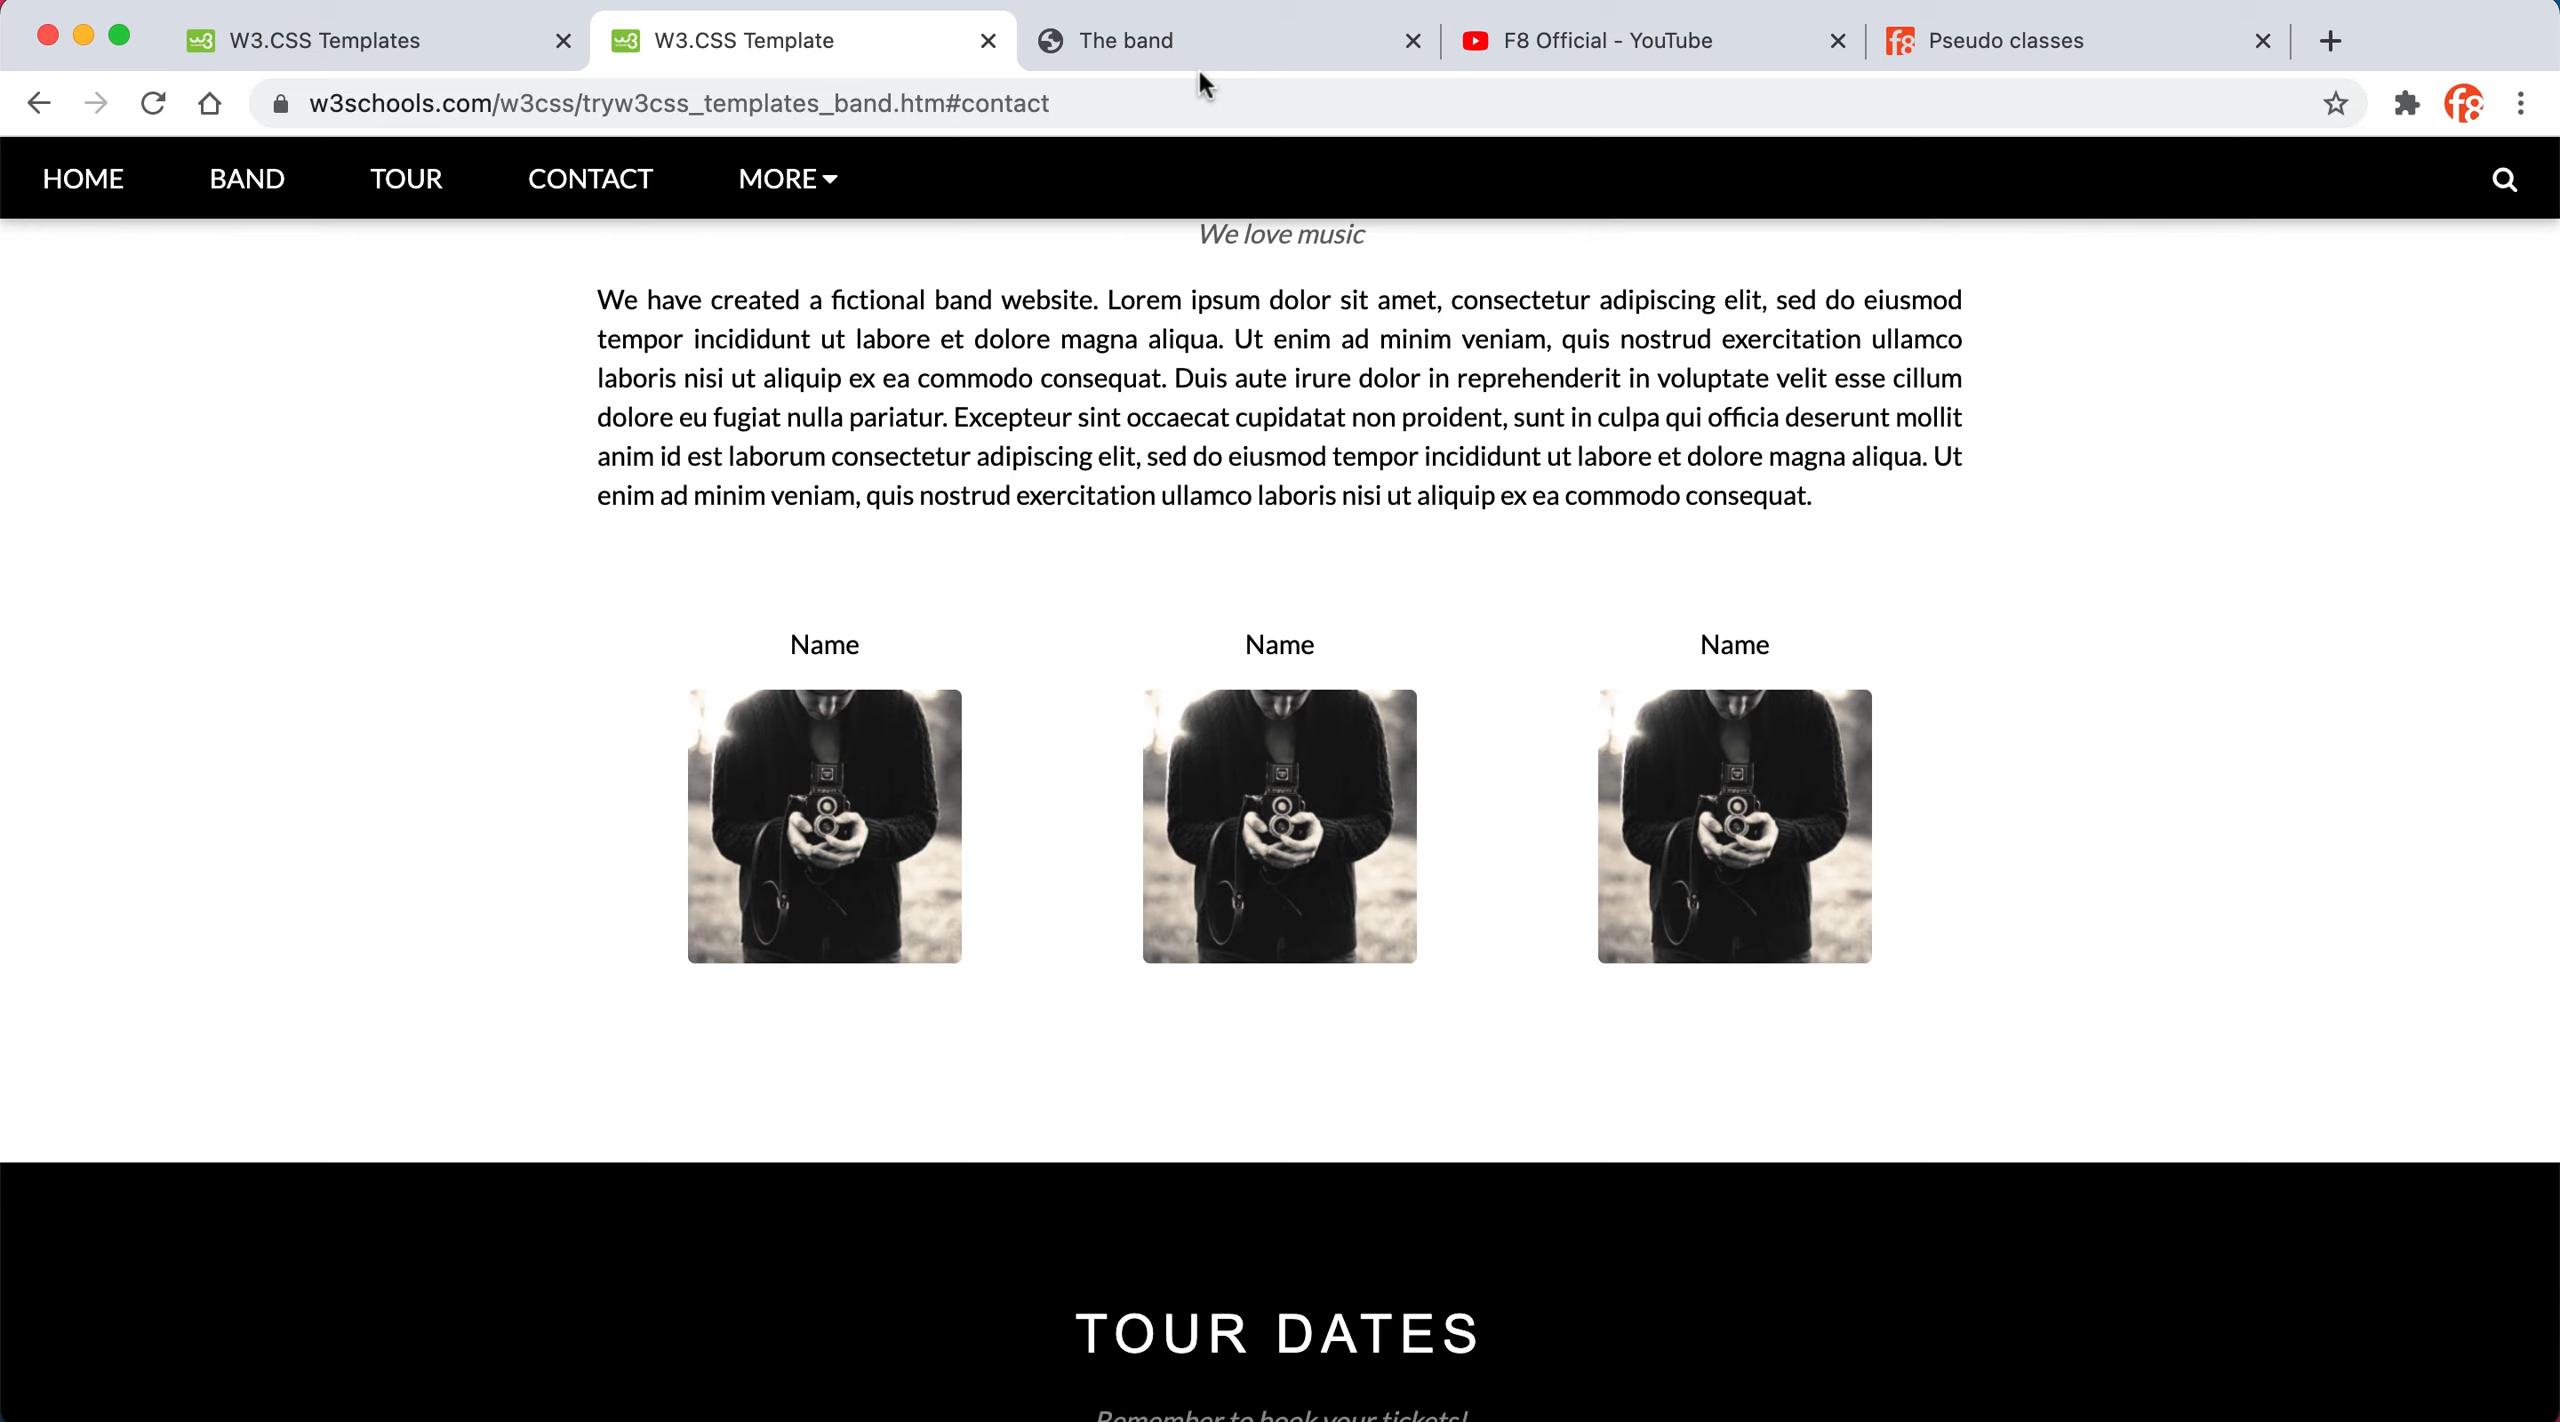 W3.CSS Templates
W3.CSS Template
The band
F8 Official - YouTube
Pseudo classes
w3schools.com/w3css/tryw3css_templates_band.htm#contact
HOME
BAND
TOUR
CONTACT
MORE
We love music
We have created a fictional band website. Lorem ipsum dolor sit amet, consectetur adipiscing elit, sed do eiusmod
tempor incididunt ut labore et dolore magna aliqua. Ut enim ad minim veniam, quis nostrud exercitation ullamco
laboris nisi ut aliquip ex ea commodo consequat. Duis aute irure dolor in reprehenderit in voluptate velit esse cillum
dolore eu fugiat nulla pariatur. Excepteur sint occaecat cupidatat non proident, sunt in culpa qui officia deserunt mollit
anim id est laborum consectetur adipiscing elit, sed do eiusmod tempor incididunt ut labore et dolore magna aliqua. Ut
enim ad minim veniam, quis nostrud exercitation ullamco laboris nisi ut aliquip ex ea commodo consequat.
Name
Name
Name
TOUR DATES
Remember to book your tickets!